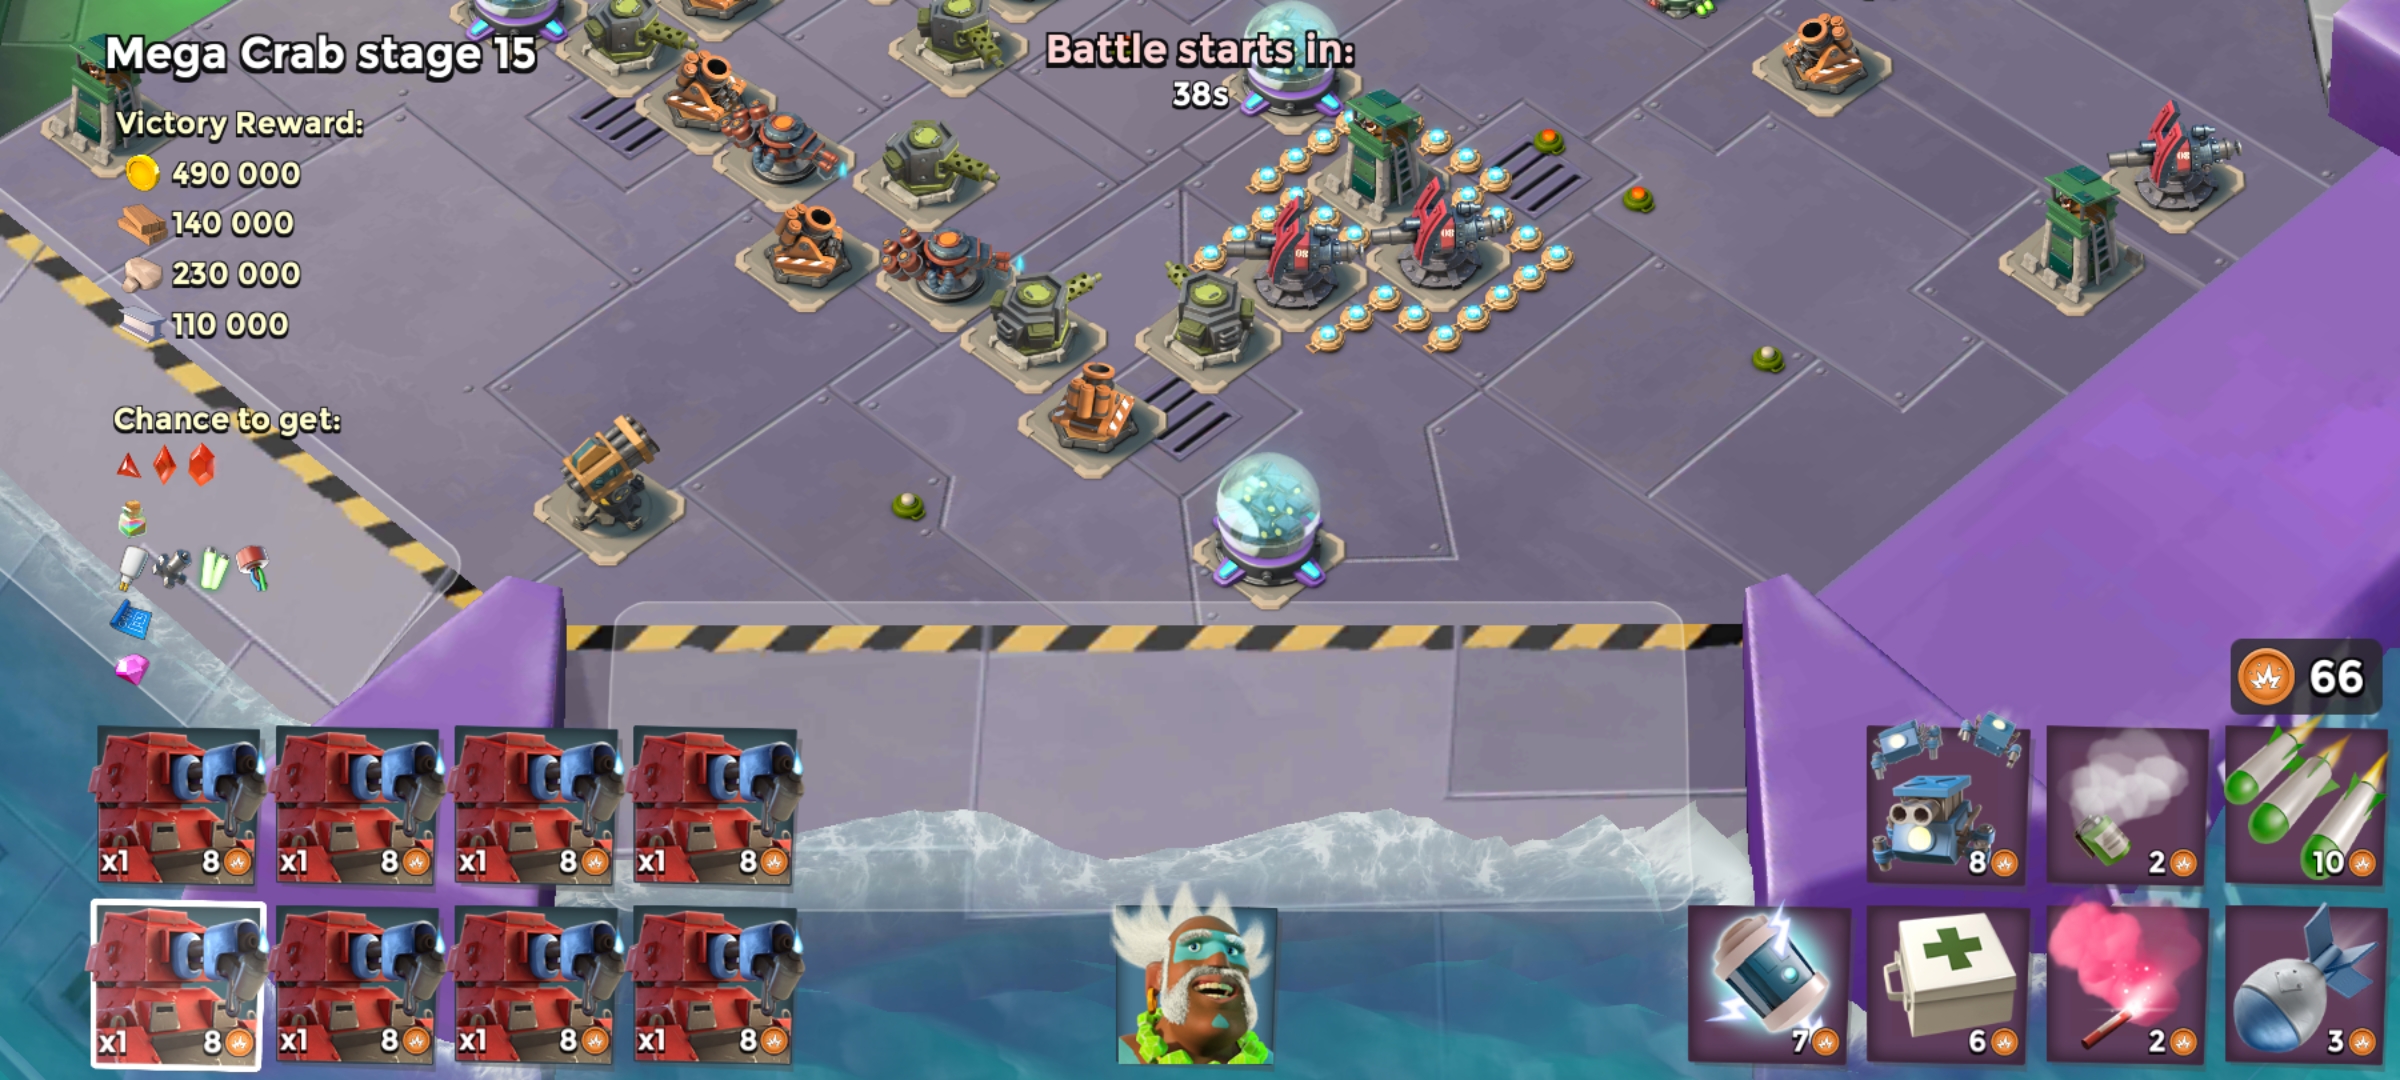 Mega Crab stage 15
Battle starts in:
38s
Victory Reward:
490 000
140 000
230 000
110 000
Chance to get:
66
x1 8
x1 8
x1 8
x1 8
8
2
10
x1 8
x1 8
x1 8
x1 8
7
6
2
3